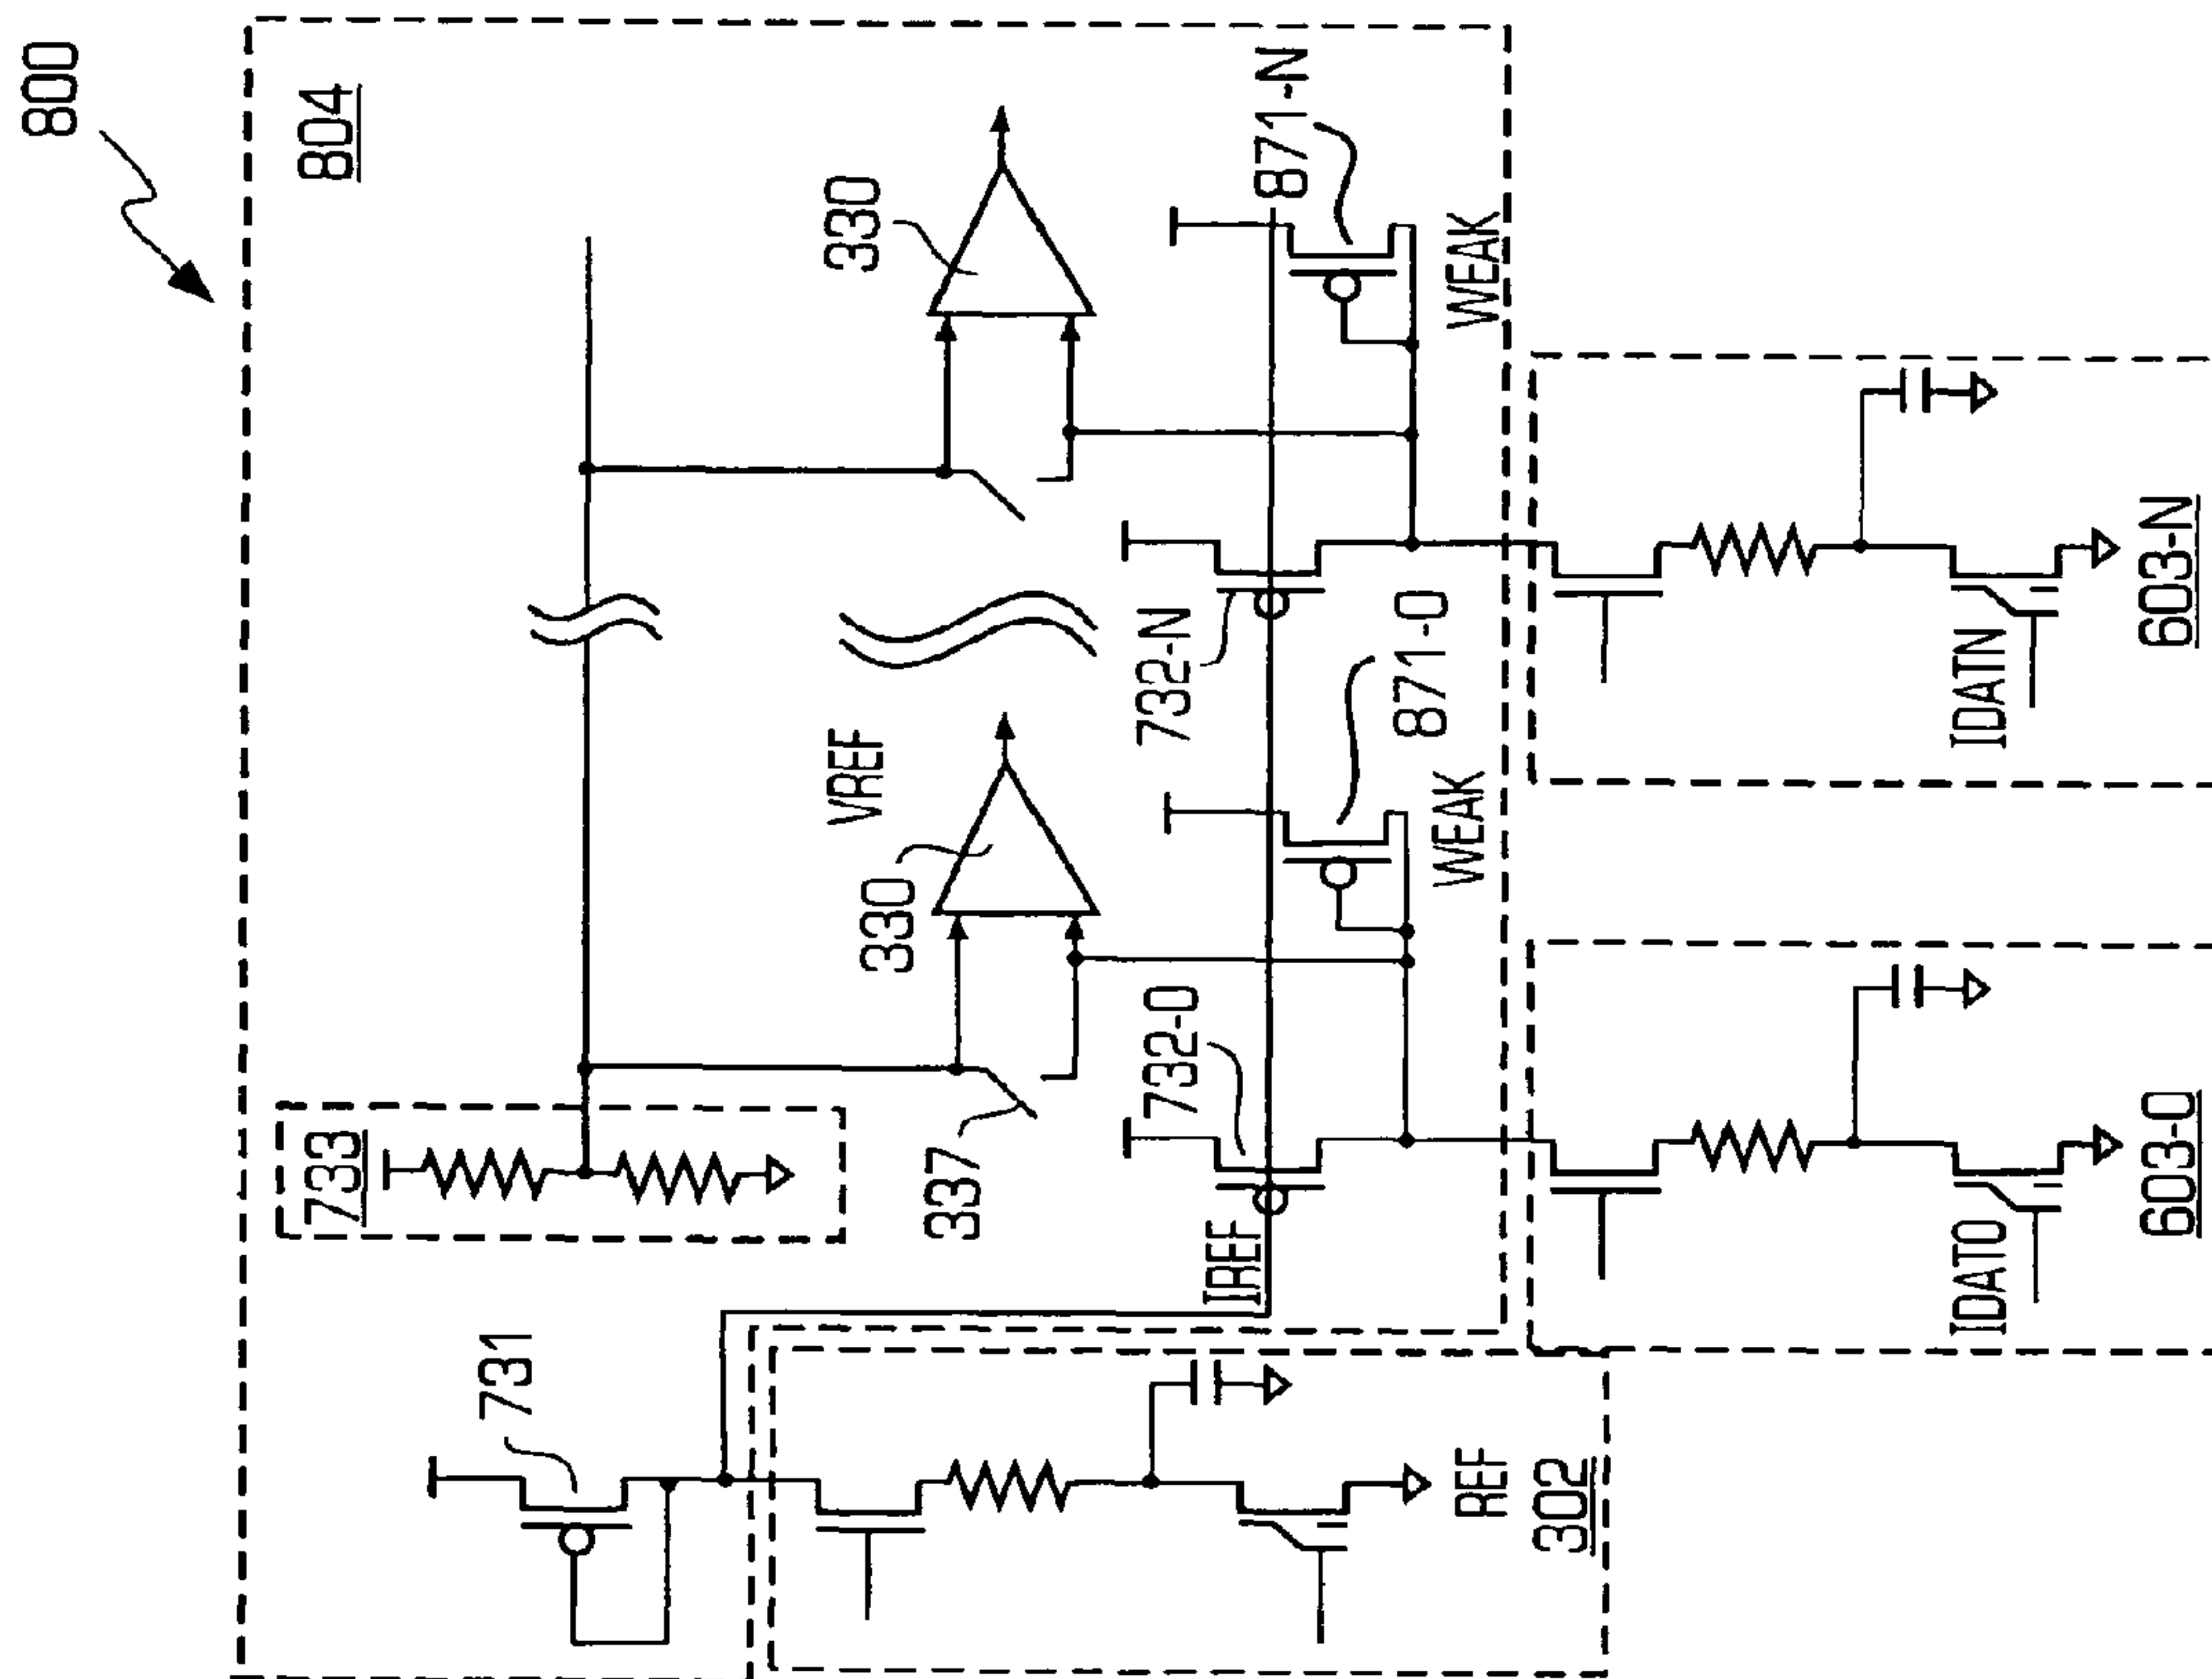 800
804
733
731
VREF
330
330
337
IREF
732-0
732-N
871-0
871-N
WEAK
WEAK
REF
302
IDAT0
603-0
IDATN
603-N